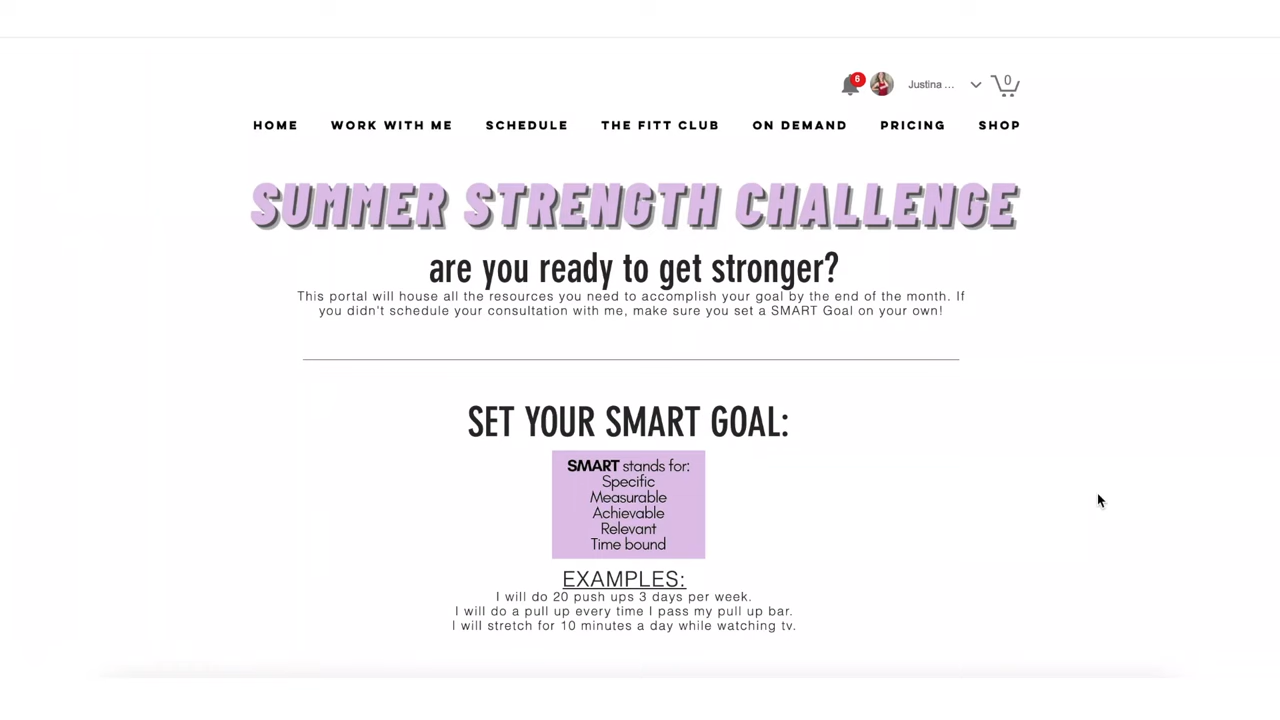 6
Justina ...
0
HOME WORK WITH ME SCHEDULE THE FITT CLUB ON DEMAND PRICING SHOP
SUMMER STRENGTH CHALLENGE
are you ready to get stronger?
This portal will house all the resources you need to accomplish your goal by the end of the month. If
you didn't schedule your consultation with me, make sure you set a SMART Goal on your own!
SET YOUR SMART GOAL:
SMART stands for:
Specific
Measurable
Achievable
Relevant
Time bound
EXAMPLES:
I will do 20 push ups 3 days per week.
I will do a pull up every time I pass my pull up bar.
I will stretch for 10 minutes a day while watching tv.